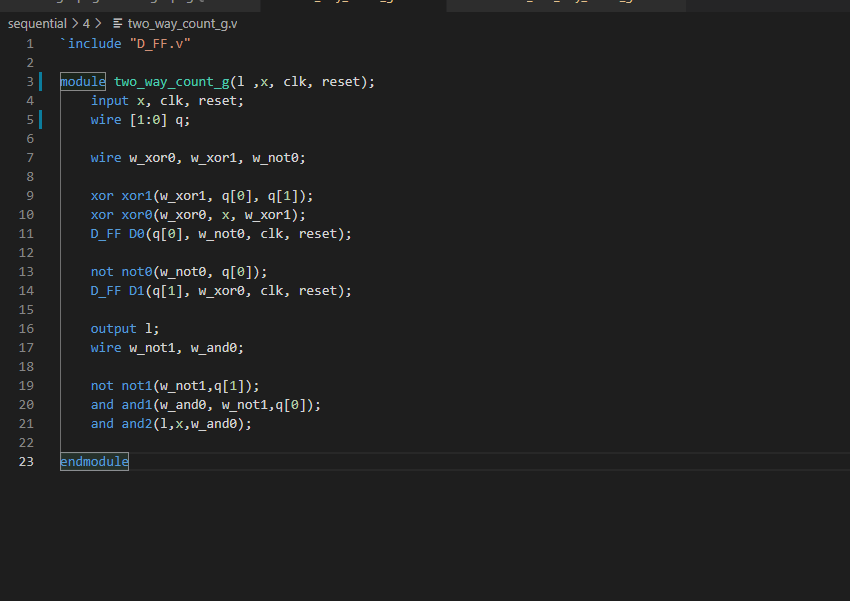 sequential > 4 > two_way_count_g.v
1 `include "D_FF.v"
2
3 module two_way_count_g(l ,x, clk, reset);
4 input x, clk, reset;
5 wire [1:0] q;
6
7 wire w_xor0, w_xor1, w_not0;
8
9 xor xor1(w_xor1, q[0], q[1]);
10 xor xor0(w_xor0, x, w_xor1);
11 D_FF D0(q[0], w_not0, clk, reset);
12
13 not not0(w_not0, q[0]);
14 D_FF D1(q[1], w_xor0, clk, reset);
15
16 output l;
17 wire w_not1, w_and0;
18
19 not not1(w_not1,q[1]);
20 and and1(w_and0, w_not1,q[0]);
21 and and2(l,x,w_and0);
22
23 endmodule